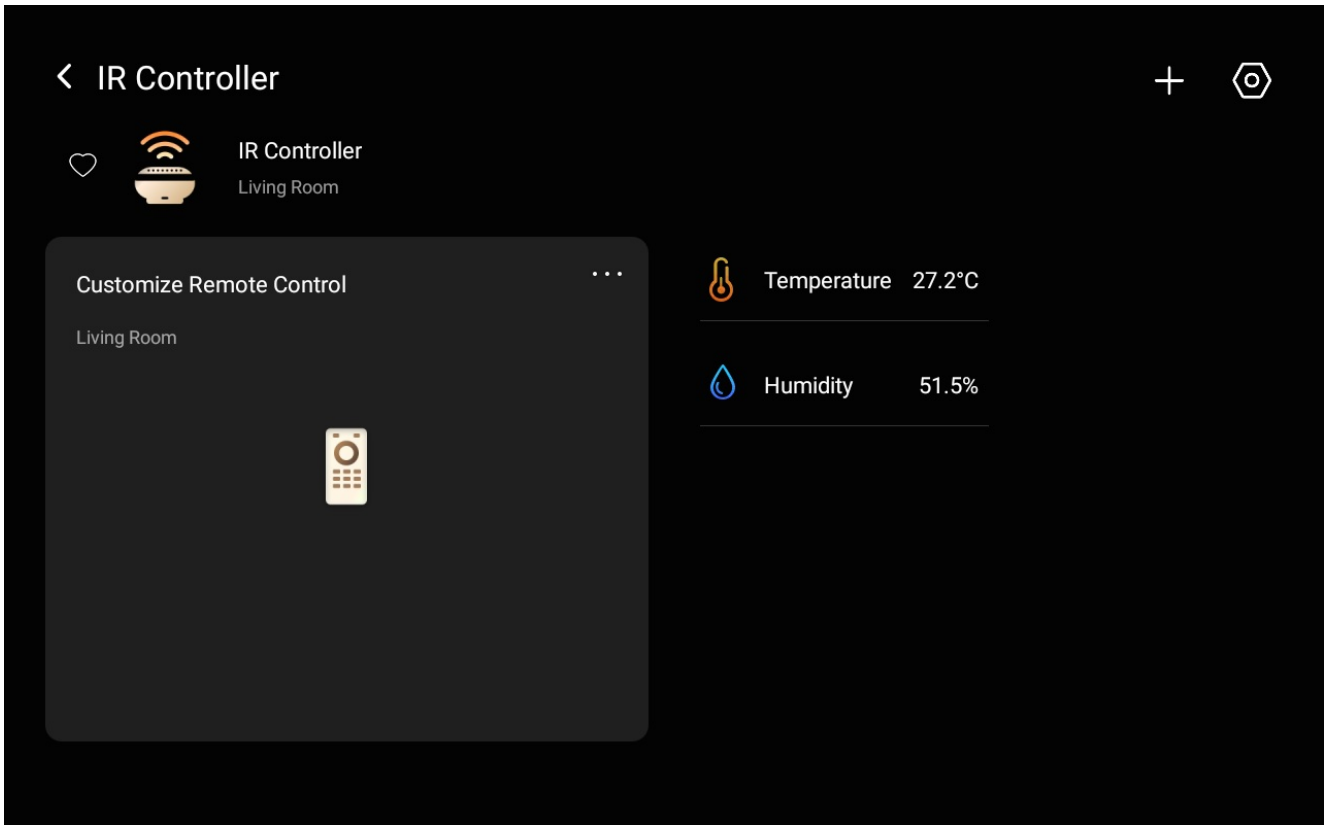 IR Controller
IR Controller
Living Room
Customize Remote Control
Living Room
Temperature 27.2°C
Humidity 51.5%